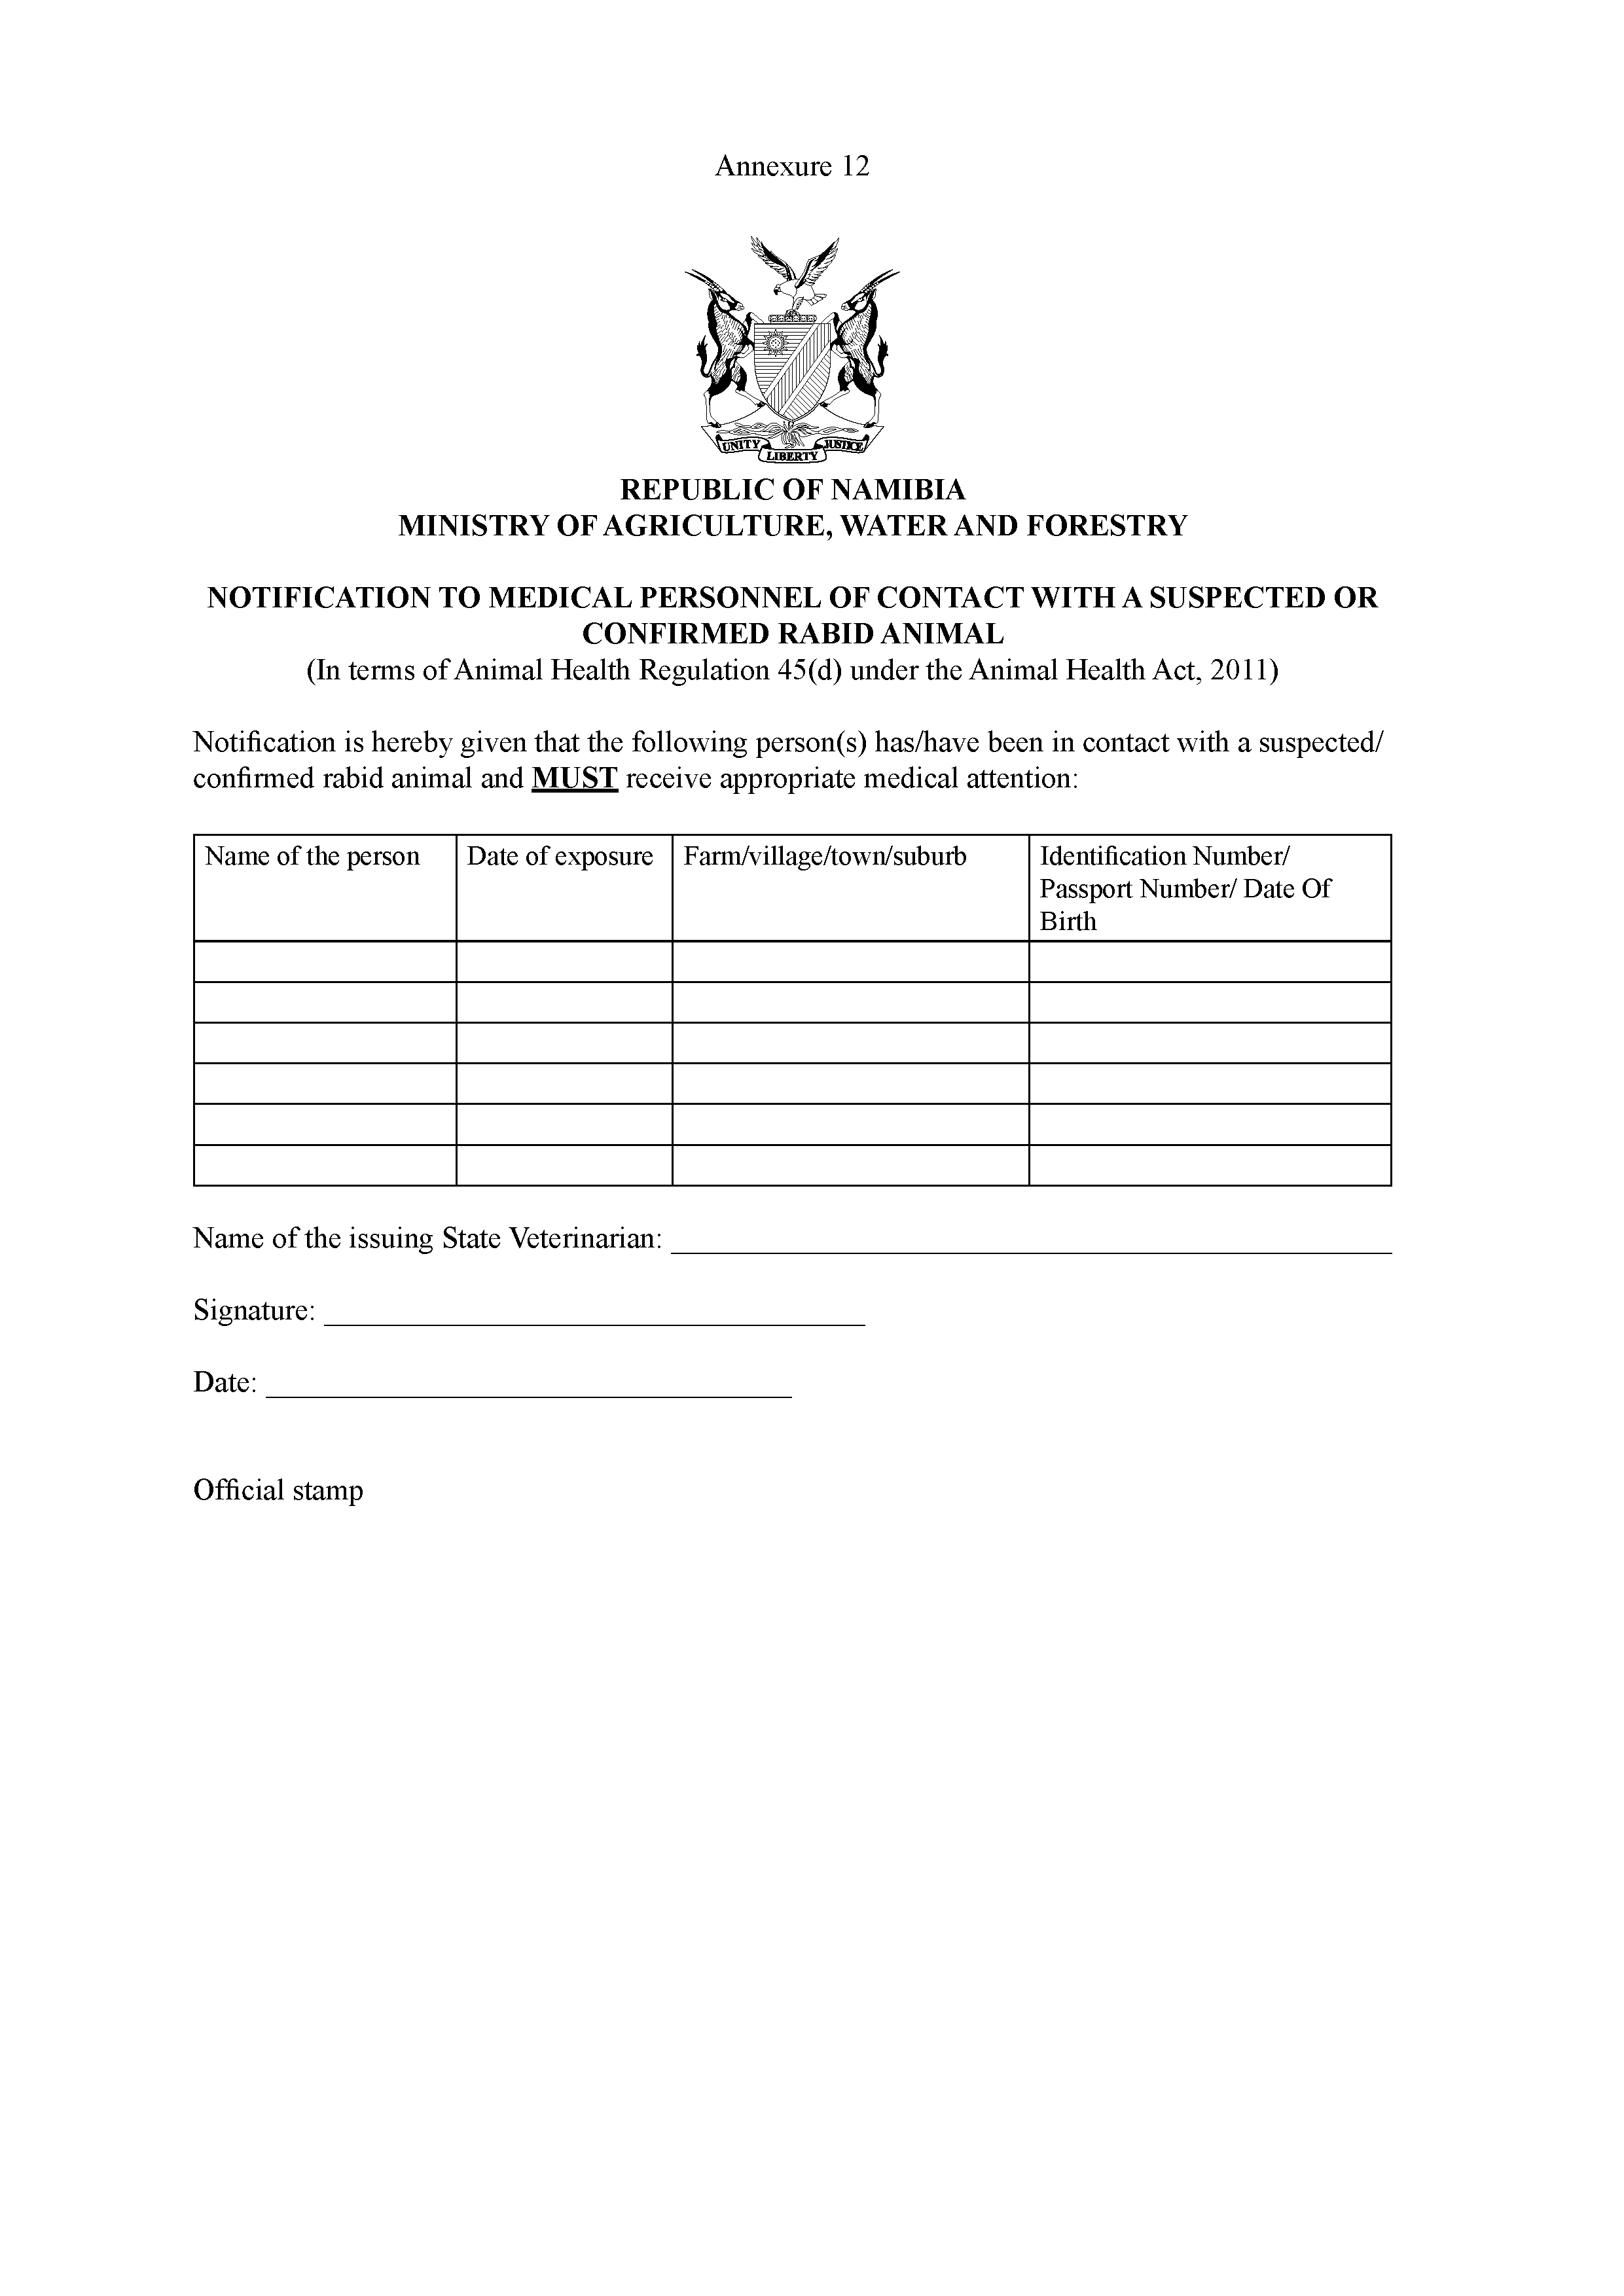 Annexure 12
UNITY
LIBERTY
JUSTICE
REPUBLIC OF NAMIBIA
MINISTRY OF AGRICULTURE, WATER AND FORESTRY
NOTIFICATION TO MEDICAL PERSONNEL OF CONTACT WITH A SUSPECTED OR
CONFIRMED RABID ANIMAL
(In terms of Animal Health Regulation 45(d) under the Animal Health Act, 2011)
Notification is hereby given that the following person(s) has/have been in contact with a suspected/
confirmed rabid animal and MUST receive appropriate medical attention:
Name of the person
Date of exposure
Farm/village/town/suburb
Identification Number/
Passport Number/ Date Of
Birth
Name of the issuing State Veterinarian:
Signature:
Date:
Official stamp